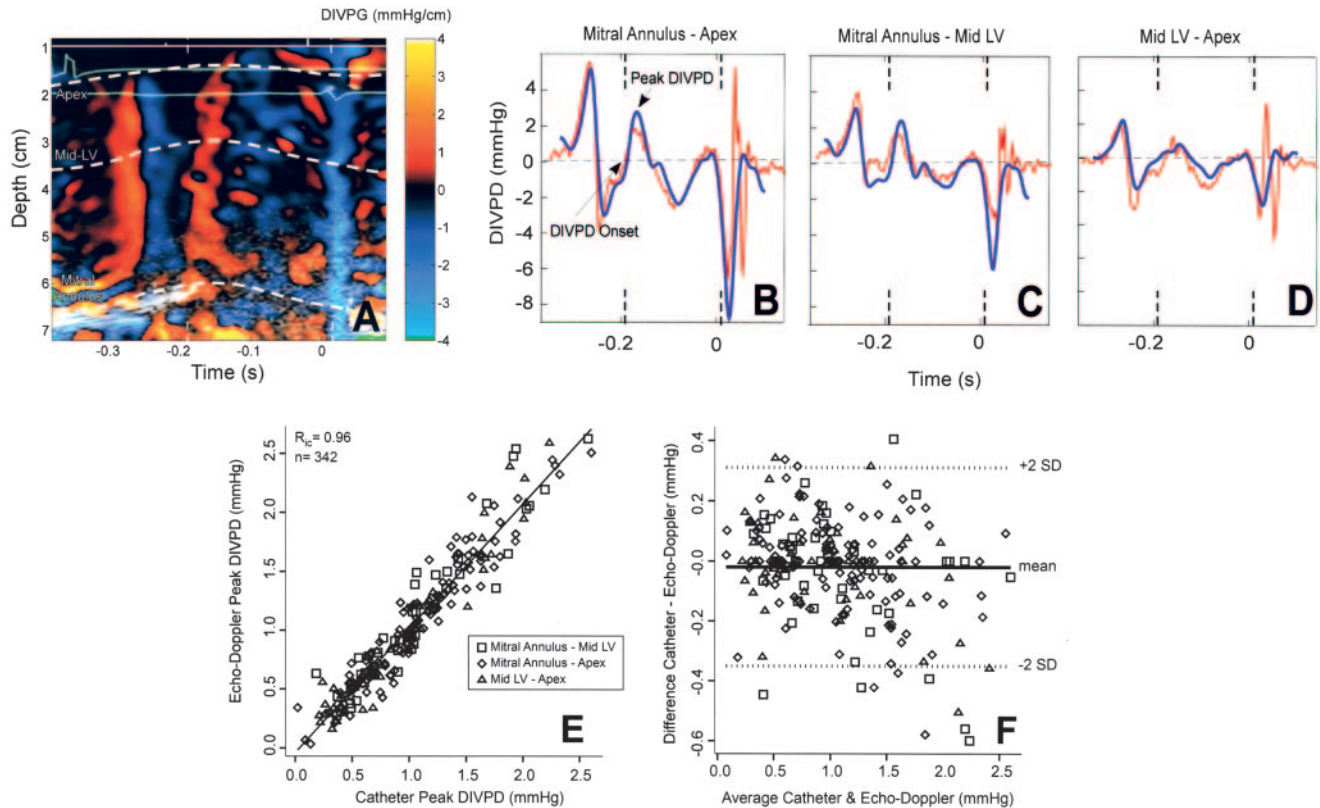 DIVPG (mmHg/cm)
1
2
3
4
5
6
7
Depth (cm)
Apex
Mid-LV
Mitral
Annulus
-0.3
-0.2
-0.1
0
Time (s)
A
4
3
2
1
0
-1
-2
-3
-4
Mitral Annulus - Apex
4
2
0
-2
-4
-6
-8
DIVPD (mmHg)
Peak DIVPD
DIVPD Onset
B
-0.2
0
Mitral Annulus - Mid LV
C
-0.2
0
Time (s)
Mid LV - Apex
D
-0.2
0
Ric= 0.96
n= 342
Echo-Doppler Peak DIVPD (mmHg)
2.5
2.0
1.5
1.0
0.5
0.0
Mitral Annulus - Mid LV
Mitral Annulus - Apex
Mid LV - Apex
E
0.0
0.5
1.0
1.5
2.0
2.5
Catheter Peak DIVPD (mmHg)
Difference Catheter - Echo-Doppler (mmHg)
0.4
0.2
-0.0
-0.2
-0.4
-0.6
+2 SD
mean
-2 SD
F
0.0
0.5
1.0
1.5
2.0
2.5
Average Catheter & Echo-Doppler (mmHg)